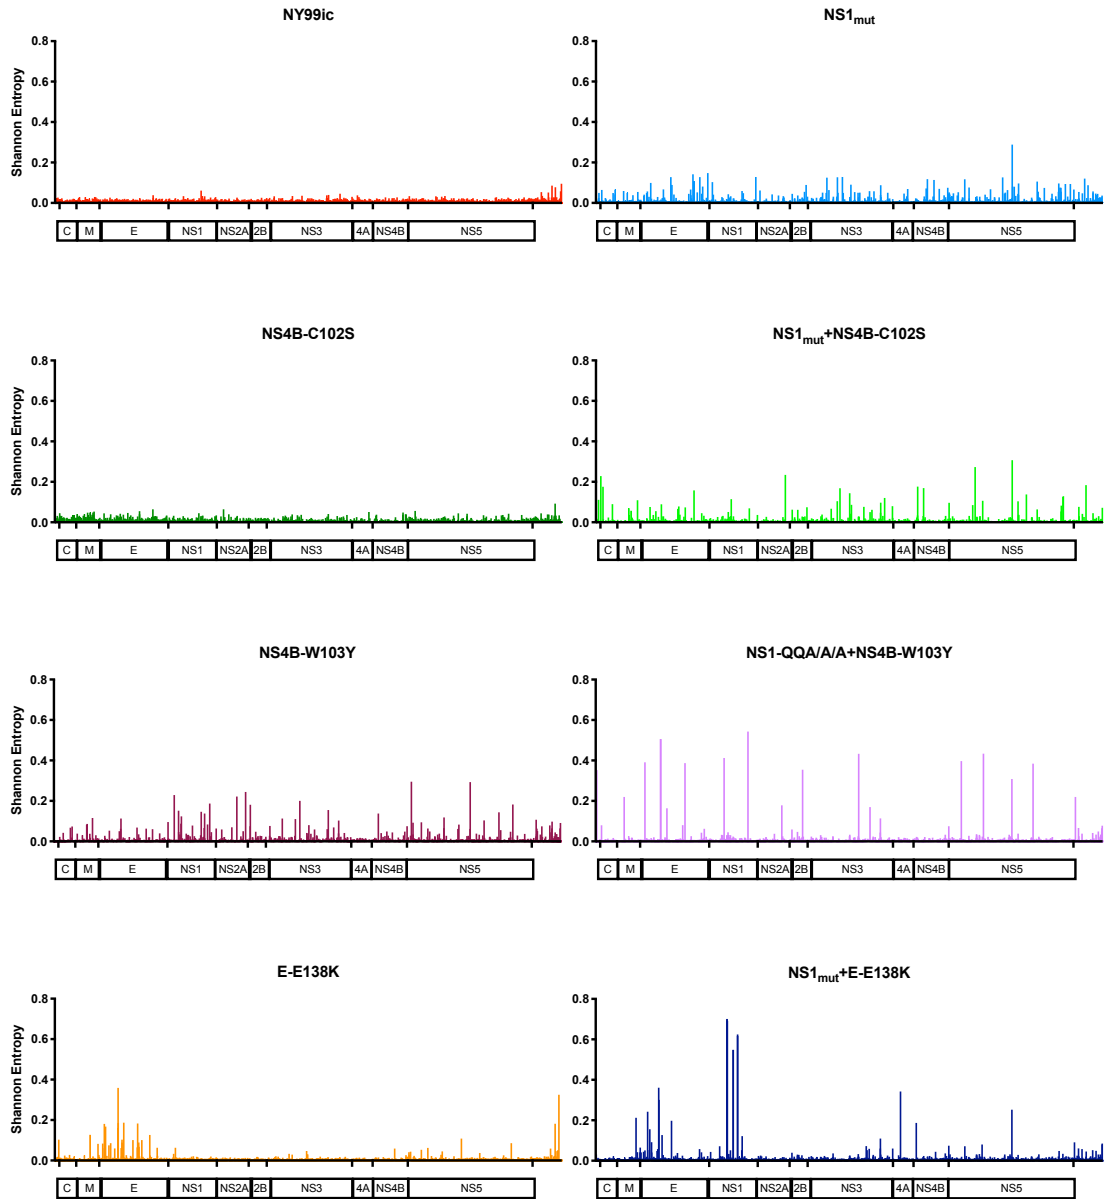 NY99ic
NS1mut
Shannon Entropy
0.8
0.6
0.4
0.2
0.0
0.8
0.6
0.4
0.2
0.0
C M E NS1 NS2A 2B NS3 4A NS4B NS5
C M E NS1 NS2A 2B NS3 4A NS4B NS5
NS4B-C102S
NS1mut+NS4B-C102S
Shannon Entropy
0.8
0.6
0.4
0.2
0.0
0.8
0.6
0.4
0.2
0.0
C M E NS1 NS2A 2B NS3 4A NS4B NS5
C M E NS1 NS2A 2B NS3 4A NS4B NS5
NS4B-W103Y
NS1-QQA/A/A+NS4B-W103Y
Shannon Entropy
0.8
0.6
0.4
0.2
0.0
0.8
0.6
0.4
0.2
0.0
C M E NS1 NS2A 2B NS3 4A NS4B NS5
C M E NS1 NS2A 2B NS3 4A NS4B NS5
E-E138K
NS1mut+E-E138K
Shannon Entropy
0.8
0.6
0.4
0.2
0.0
0.8
0.6
0.4
0.2
0.0
C M E NS1 NS2A 2B NS3 4A NS4B NS5
C M E NS1 NS2A 2B NS3 4A NS4B NS5